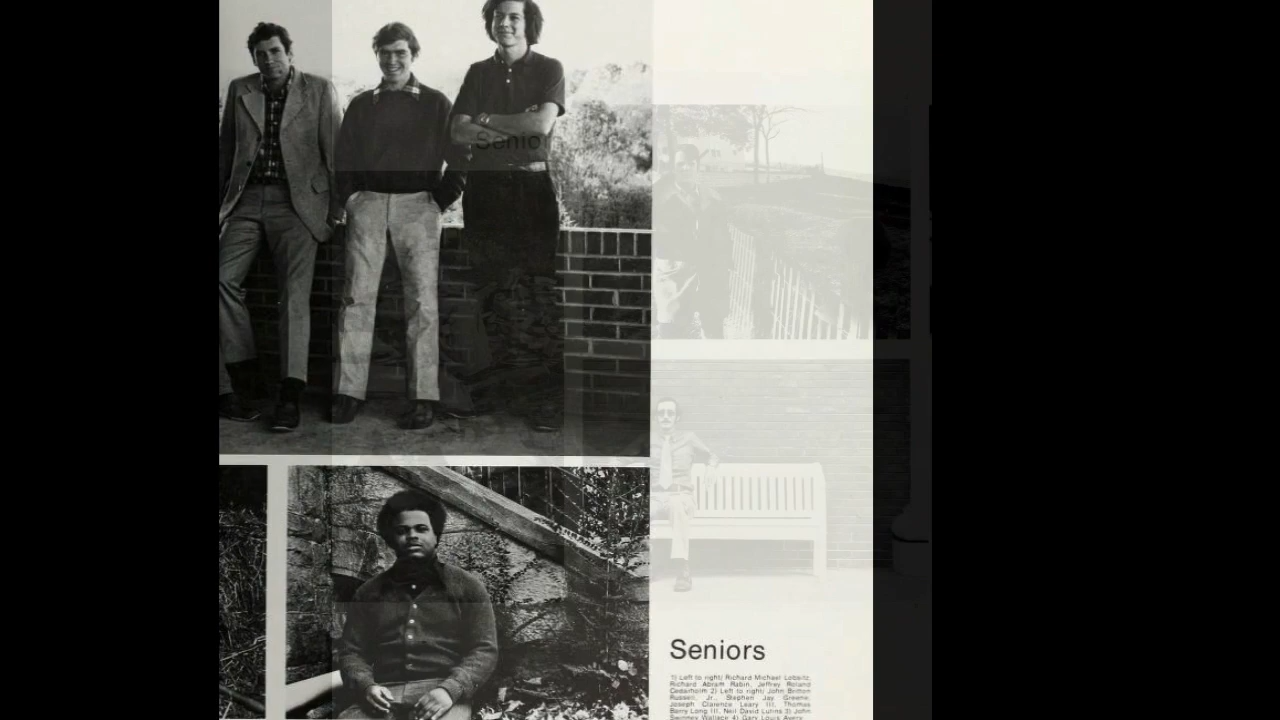 Senior
Seniors
1) Left to right/ Richard Michael Lobeitz,
Richard Abram Rabin, Jeffrey Roland
Cedarholm 2) Left to right/ John Britton
Russell, Jr., Stephen Jay Greene,
Joseph Clarence Leary III, Thomas
Barry Long III, Neil David Lutins 3) John
Swinney Wallace 4) Gary Louis Avery